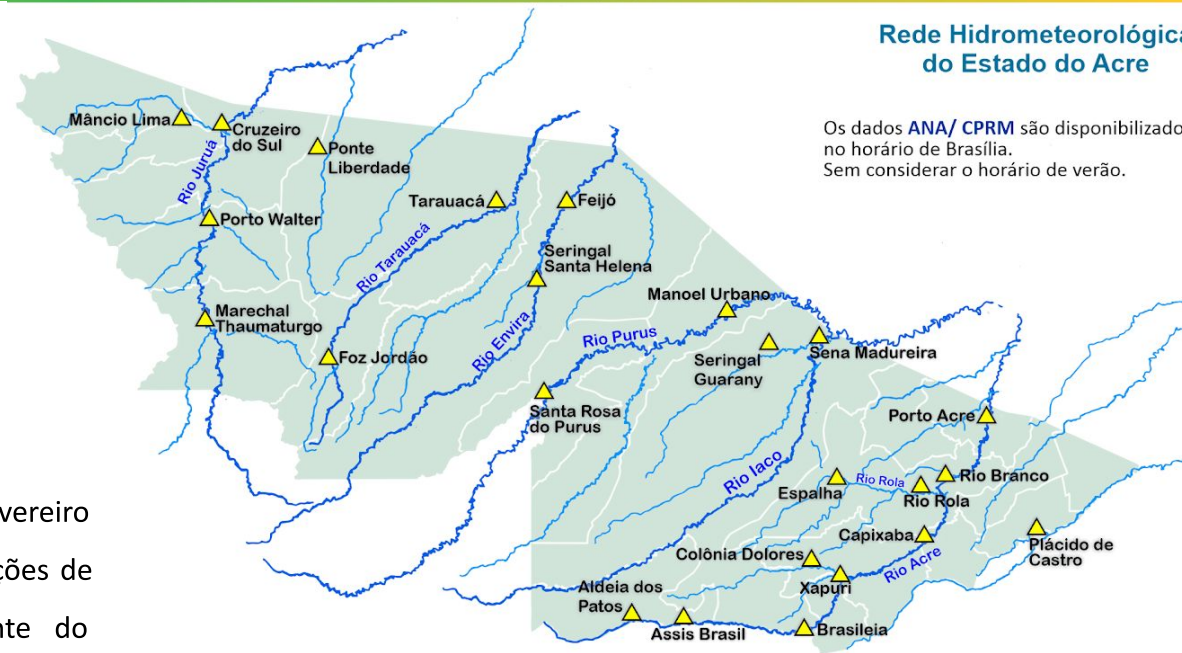 Rede Hidrometeorológica
do Estado do Acre
Os dados ANA/ CPRM são disponibilizado
no horário de Brasília.
Sem considerar o horário de verão.
Mâncio Lima
Cruzeiro
do Sul
Ponte
Liberdade
Rio Juruá
Tarauacá
Feijó
Porto Walter
Rio Tarauacá
Seringal
Santa Helena
Manoel Urbano
Marechal
Thaumaturgo
Rio Envira
Rio Purus
Foz Jordão
Seringal
Guarany
Sena Madureira
Santa Rosa
do Purus
Porto Acre
Rio Iaco
Espalha
Rio Rola
Rio Branco
Rio Rola
vereiro
Capixaba
Plácido de
Castro
Colônia Dolores
Rio Acre
ções de
Xapuri
Aldeia dos
Patos
Assis Brasil
Brasileia
nte do